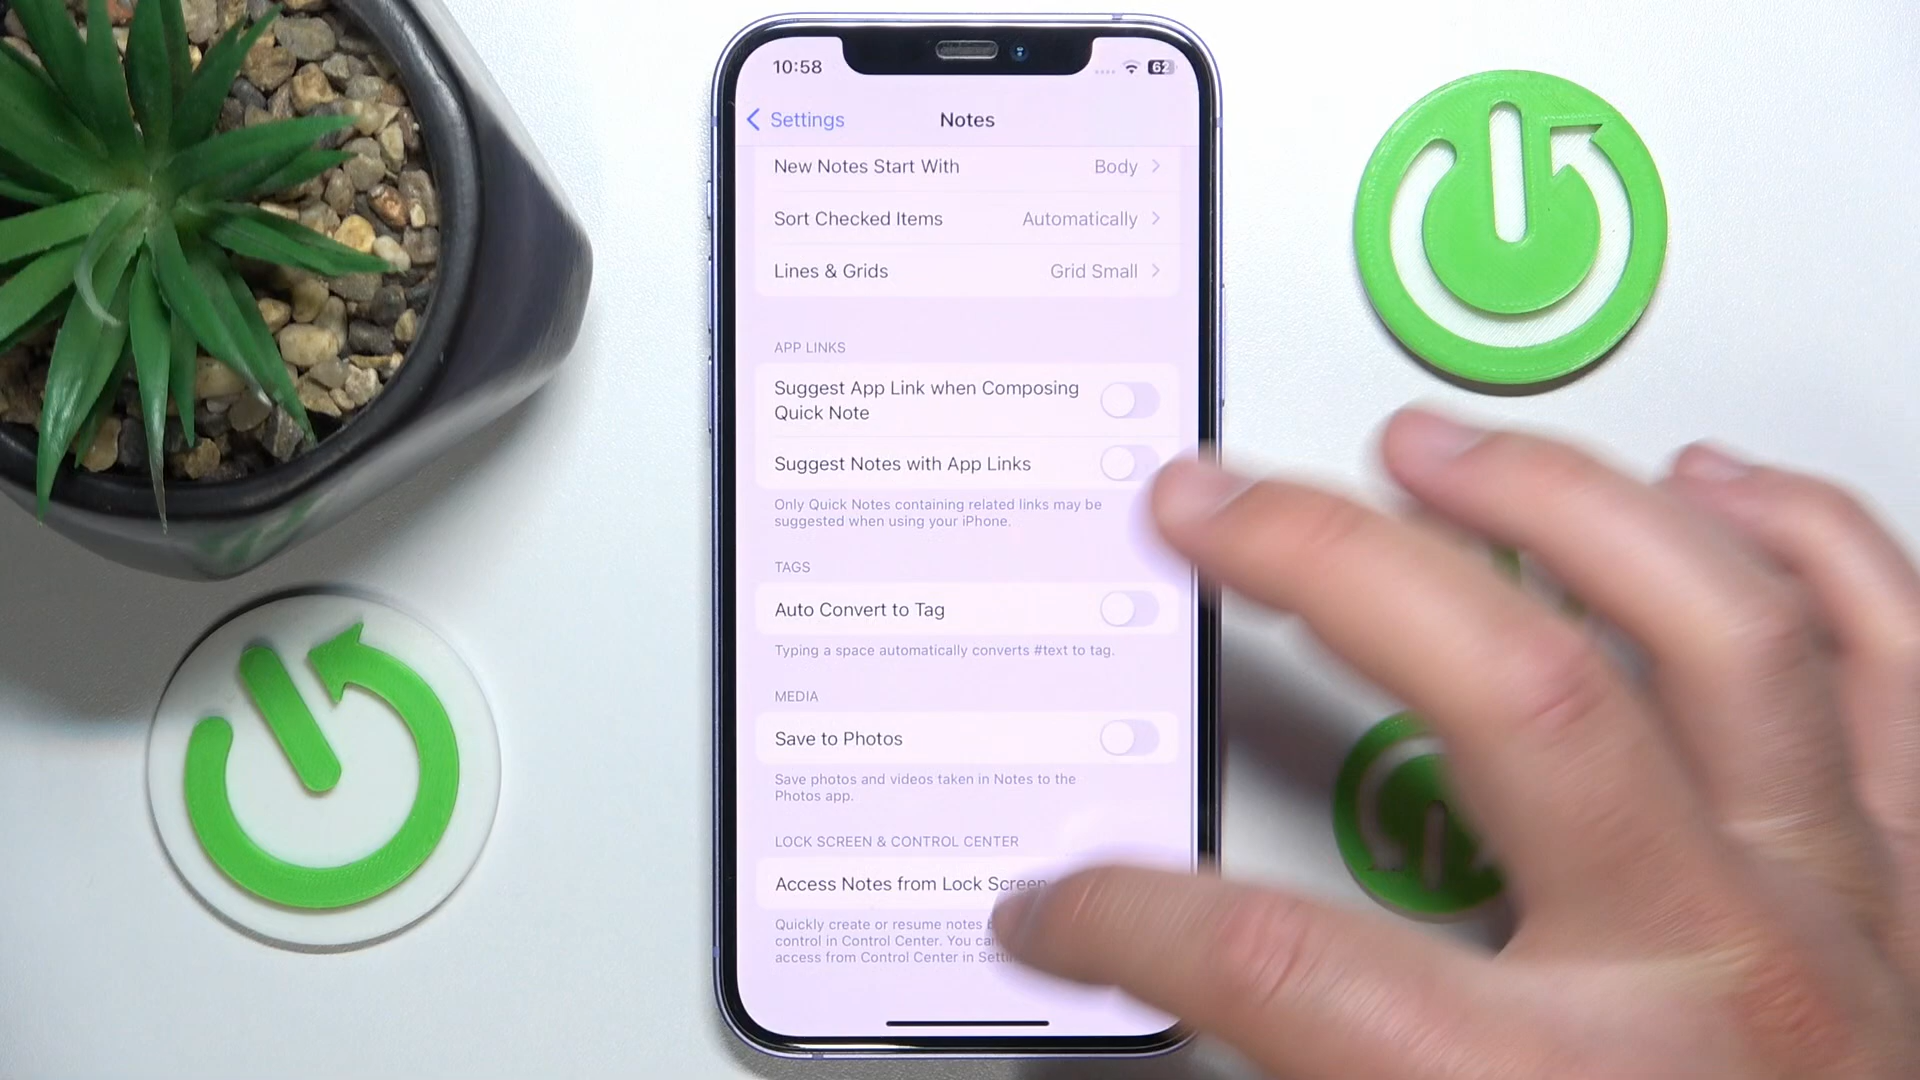 10:58 62
Settings Notes
New Notes Start With Body
Sort Checked Items Automatically
Lines & Grids Grid Small
APP LINKS
Suggest App Link when Composing
Quick Note
Suggest Notes with App Links
Only Quick Notes containing related links may be
suggested when using your iPhone.
TAGS
Auto Convert to Tag
Typing a space automatically converts #text to tag.
MEDIA
Save to Photos
Save photos and videos taken in Notes to the
Photos app.
LOCK SCREEN & CONTROL CENTER
Access Notes from Lock Screen
Quickly create or resume notes
control in Control Center. You can
access from Control Center in